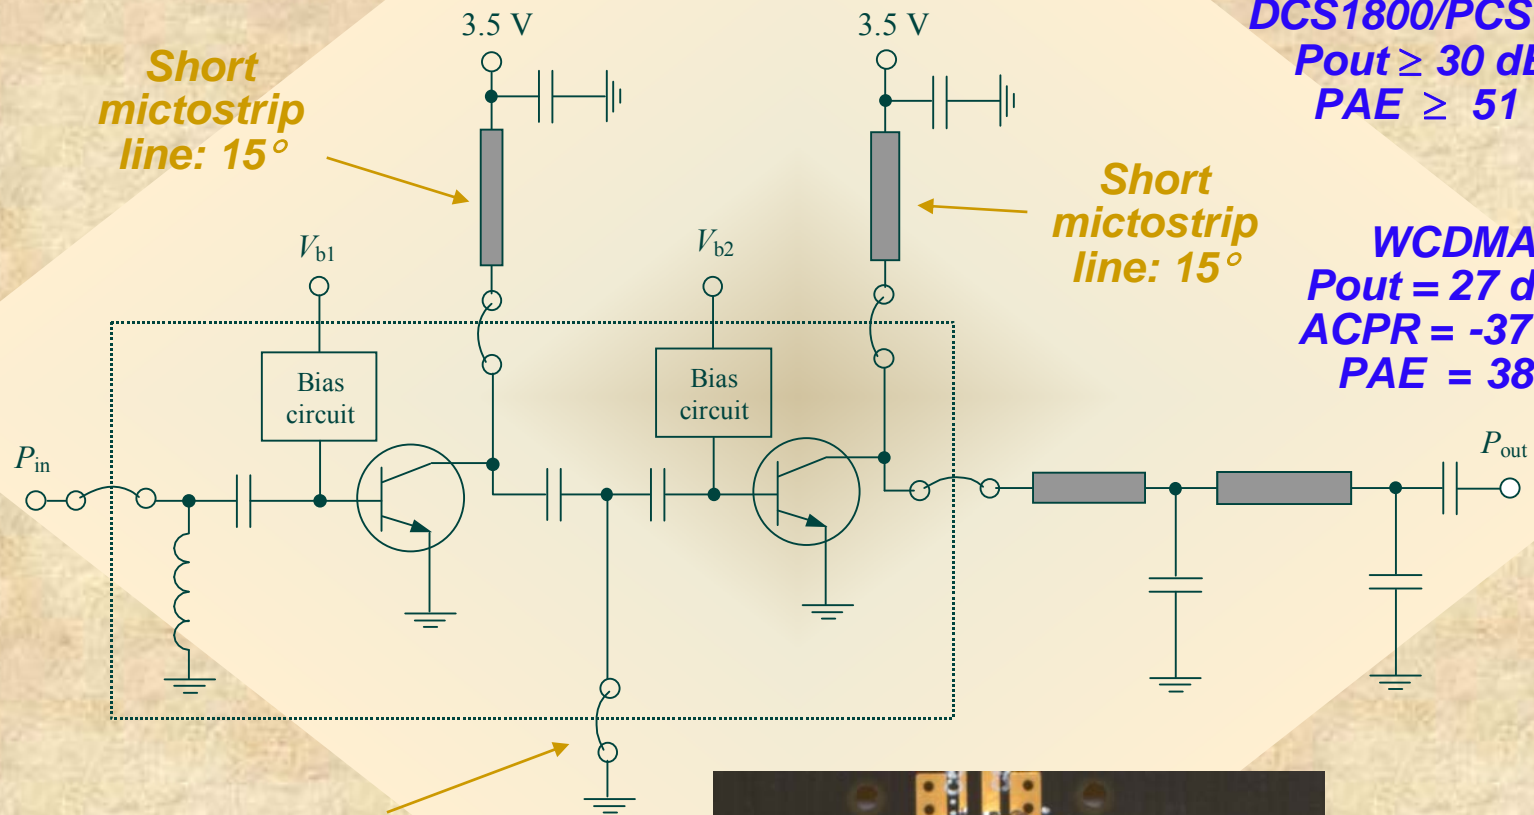 3.5 V
3.5 V
DCS1800/PCS
Pout ≥ 30 dB
PAE ≥ 51
Short
mictostrip
line: 15°
Short
mictostrip
line: 15°
WCDMA
Pout = 27 d
ACPR = -37
PAE = 38
Vb1
Vb2
Bias
circuit
Bias
circuit
Pin
Pout